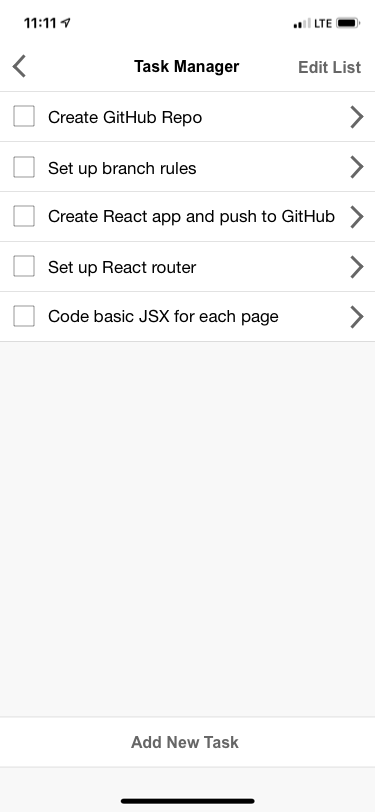 11:11 LTE
Task Manager Edit List
Create GitHub Repo
Set up branch rules
Create React app and push to GitHub
Set up React router
Code basic JSX for each page
Add New Task